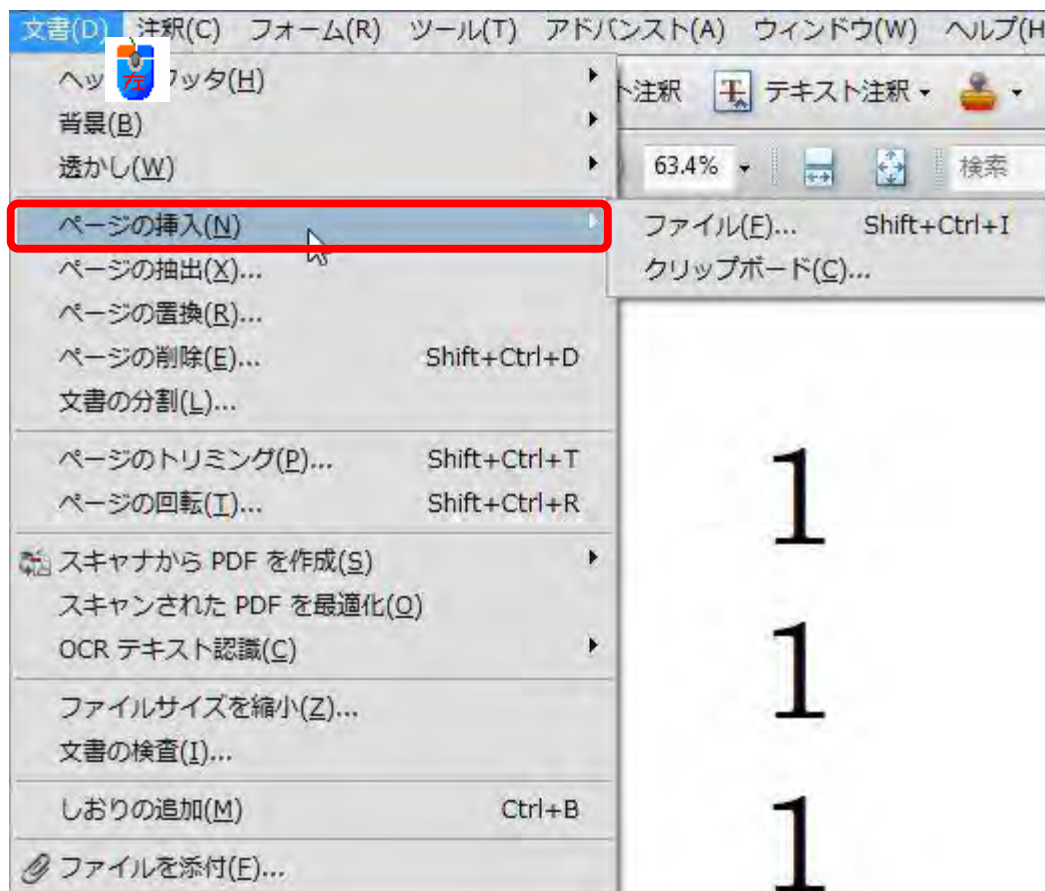 文書(D) 注釈(C) フォーム(R) ツール(T) アドバンスト(A) ウィンドウ(W) ヘルプ(H
左
ヘッ フッタ(H)
ト注釈 テキスト注釈
背景(B)
透かし(W)
63.4% 検索
ページの挿入(N)
ファイル(F)... Shift+Ctrl+I
クリップボード(C)...
ページの抽出(X)...
ページの置換(R)...
ページの削除(E)... Shift+Ctrl+D
文書の分割(L)...
ページのトリミング(P)... Shift+Ctrl+T
ページの回転(T)... Shift+Ctrl+R
スキャナから PDF を作成(S)
スキャンされた PDF を最適化(O)
OCR テキスト認識(C)
ファイルサイズを縮小(Z)...
文書の検査(I)...
しおりの追加(M) Ctrl+B
ファイルを添付(F)...
1
1
1